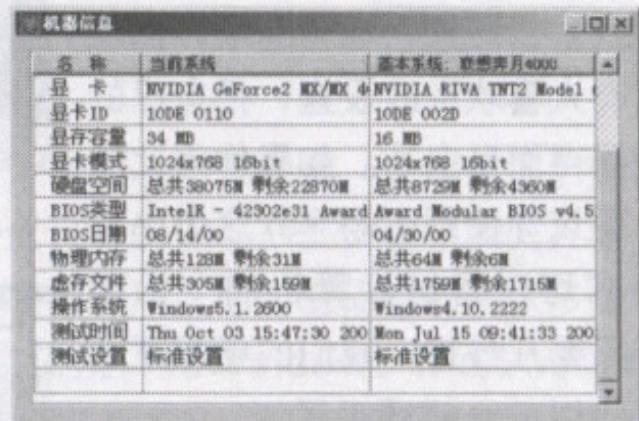 机器信息
名 称 当前系统 基本系统: 联想奔月4000
显 卡 NVIDIA GeForce2 MX/MX 4 NVIDIA RIVA TNT2 Model
显卡ID 10DE 0110 10DE 002D
显存容量 34 MB 16 MB
显卡模式 1024x768 16bit 1024x768 16bit
硬盘空间 总共38075M 剩余22870M 总共8729M 剩余4360M
BIOS类型 IntelR - 42302e31 Award Award Modular BIOS v4.5
BIOS日期 08/14/00 04/30/00
物理内存 总共128M 剩余31M 总共64M 剩余6M
虚存文件 总共305M 剩余159M 总共1759M 剩余1715M
操作系统 Windows5.1.2600 Windows4.10.2222
测试时间 Thu Oct 03 15:47:30 200 Mon Jul 15 09:41:33 200
测试设置 标准设置 标准设置